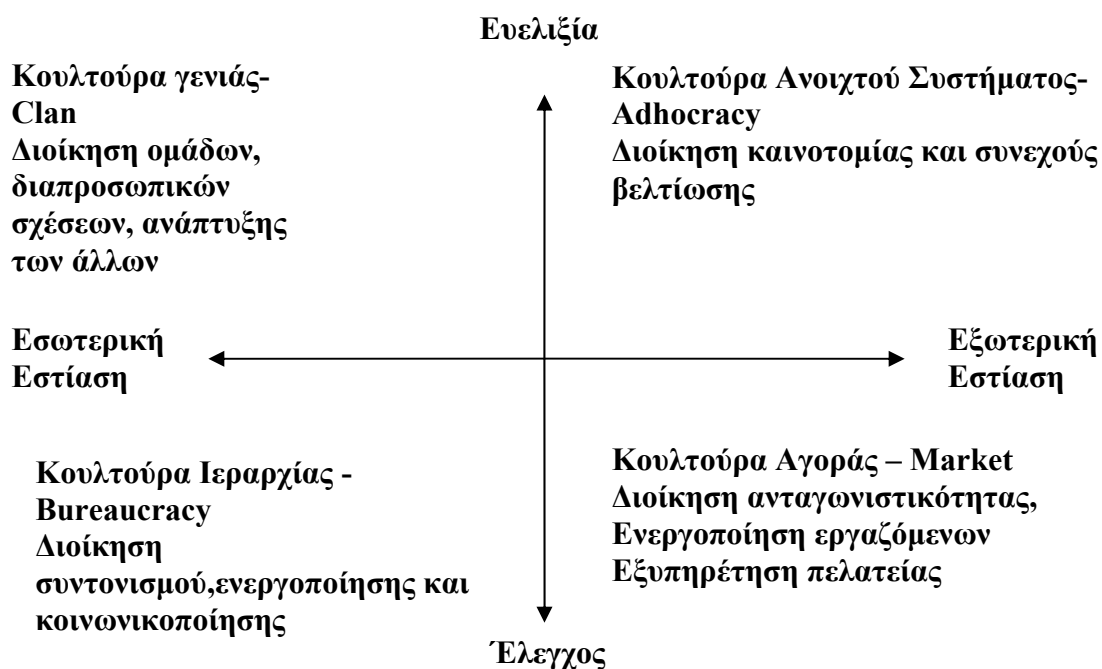 Ευελιξία
Κουλτούρα γενιάς-
Clan
Διοίκηση ομάδων,
διαπροσωπικών
σχέσεων, ανάπτυξης
των άλλων
Κουλτούρα Ανοιχτού Συστήματος-
Adhocracy
Διοίκηση καινοτομίας και συνεχούς
βελτίωσης
Εσωτερική
Εστίαση
Εξωτερική
Εστίαση
Κουλτούρα Ιεραρχίας -
Bureaucracy
Διοίκηση
συντονισμού,ενεργοποίησης και
κοινωνικοποίησης
Κουλτούρα Αγοράς – Market
Διοίκηση ανταγωνιστικότητας,
Ενεργοποίηση εργαζόμενων
Εξυπηρέτηση πελατείας
Έλεγχος